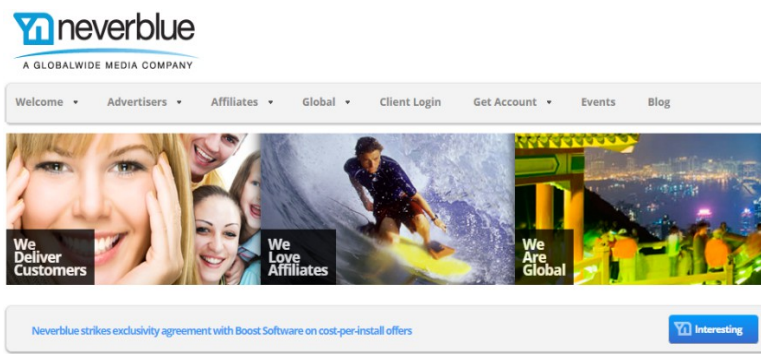 neverblue
A GLOBALWIDE MEDIA COMPANY
Welcome Advertisers Affiliates Global Client Login Get Account Events Blog
We
Deliver
Customers
We
Love
Affiliates
We
Are
Global
Neverblue strikes exclusivity agreement with Boost Software on cost-per-install offers
Interesting